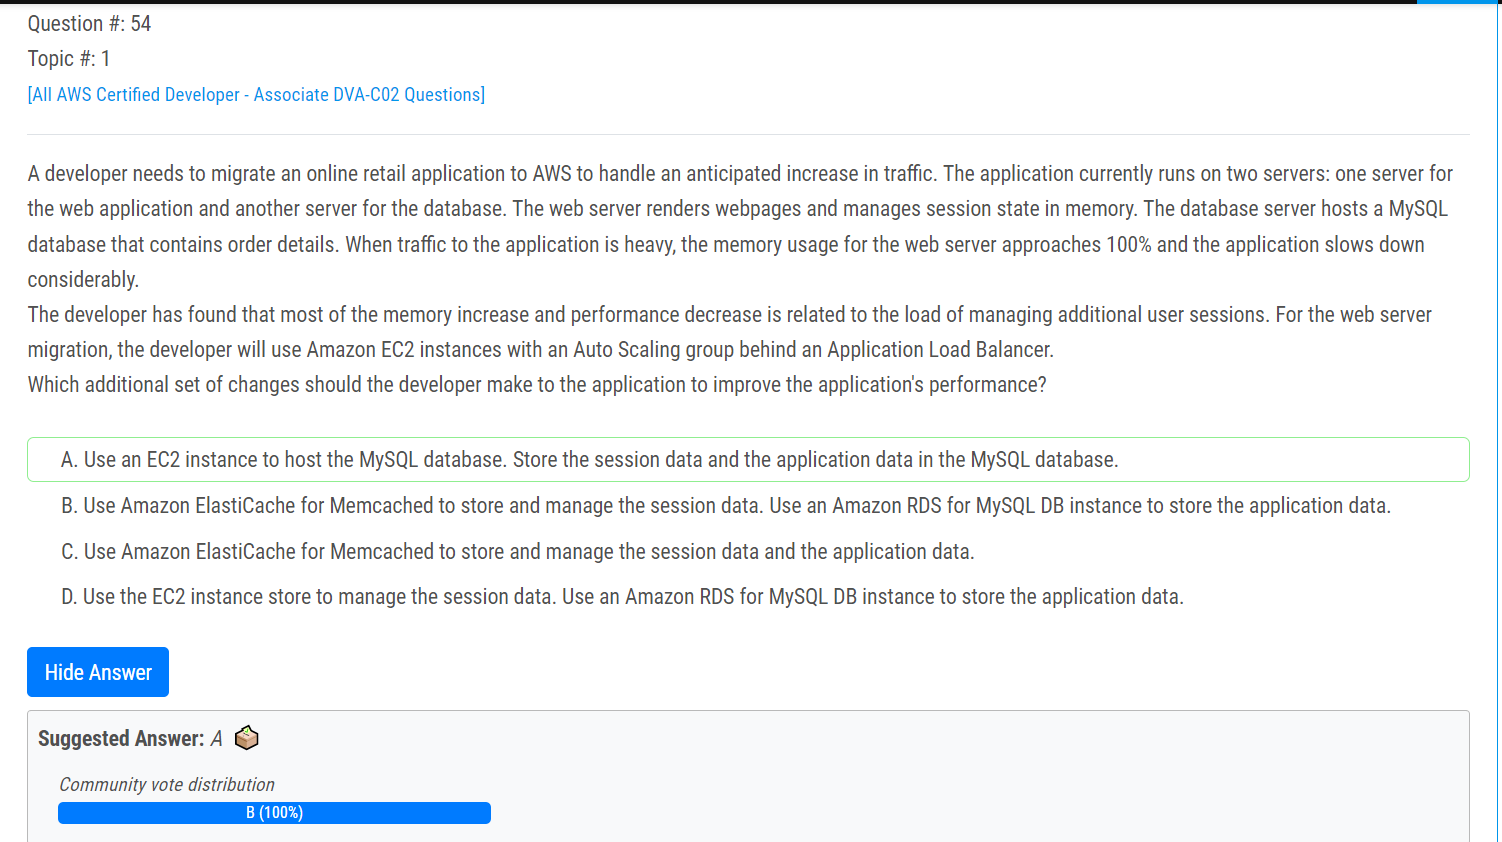 Question #: 54
Topic #: 1
[All AWS Certified Developer - Associate DVA-C02 Questions]
A developer needs to migrate an online retail application to AWS to handle an anticipated increase in traffic. The application currently runs on two servers: one server for
the web application and another server for the database. The web server renders webpages and manages session state in memory. The database server hosts a MySQL
database that contains order details. When traffic to the application is heavy, the memory usage for the web server approaches 100% and the application slows down
considerably.
The developer has found that most of the memory increase and performance decrease is related to the load of managing additional user sessions. For the web server
migration, the developer will use Amazon EC2 instances with an Auto Scaling group behind an Application Load Balancer.
Which additional set of changes should the developer make to the application to improve the application's performance?
A. Use an EC2 instance to host the MySQL database. Store the session data and the application data in the MySQL database.
B. Use Amazon ElastiCache for Memcached to store and manage the session data. Use an Amazon RDS for MySQL DB instance to store the application data.
C. Use Amazon ElastiCache for Memcached to store and manage the session data and the application data.
D. Use the EC2 instance store to manage the session data. Use an Amazon RDS for MySQL DB instance to store the application data.
Hide Answer
Suggested Answer: A
Community vote distribution
B (100%)